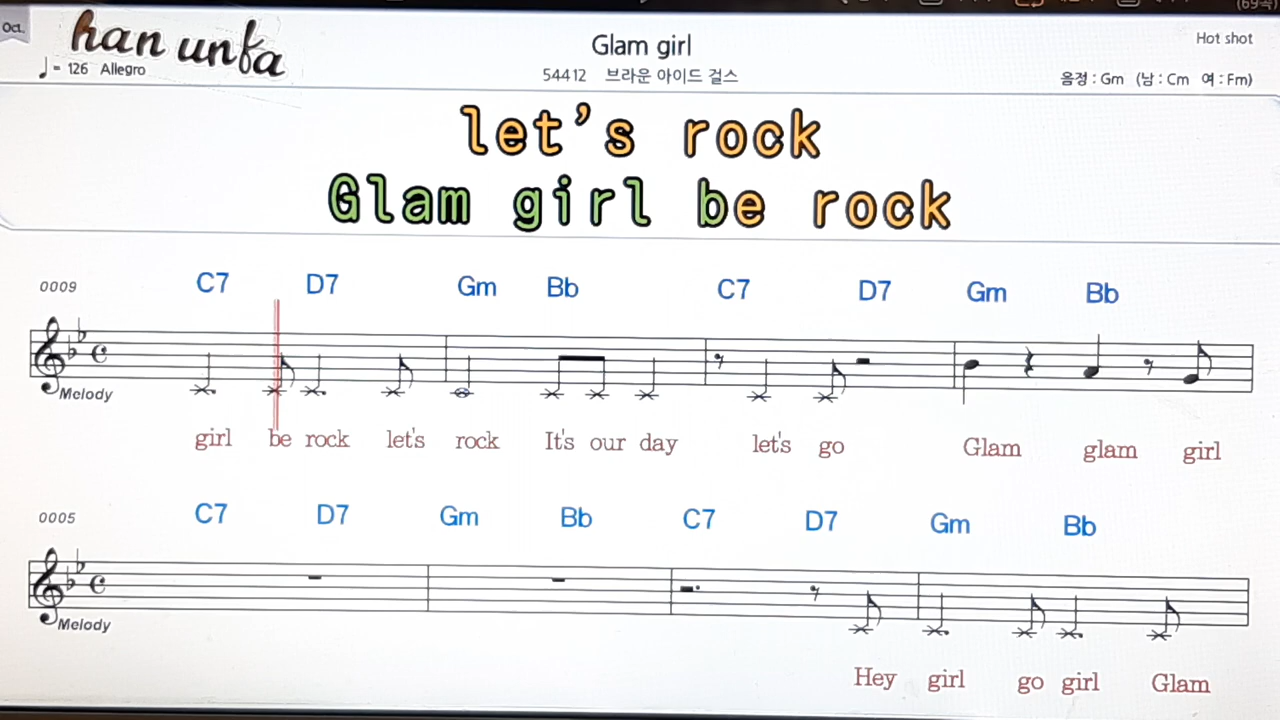 Oct.
han unfa
♩= 126 Allegro
Glam girl
54412 브라운 아이드 걸스
Hot shot
음정 : Gm (남 : Cm 여 : Fm)
let's rock
Glam girl be rock
0009
C7 D7 Gm Bb C7 D7 Gm Bb
Melody
girl be rock let's rock It's our day let's go Glam glam girl
0005
C7 D7 Gm Bb C7 D7 Gm Bb
Melody
Hey girl go girl Glam